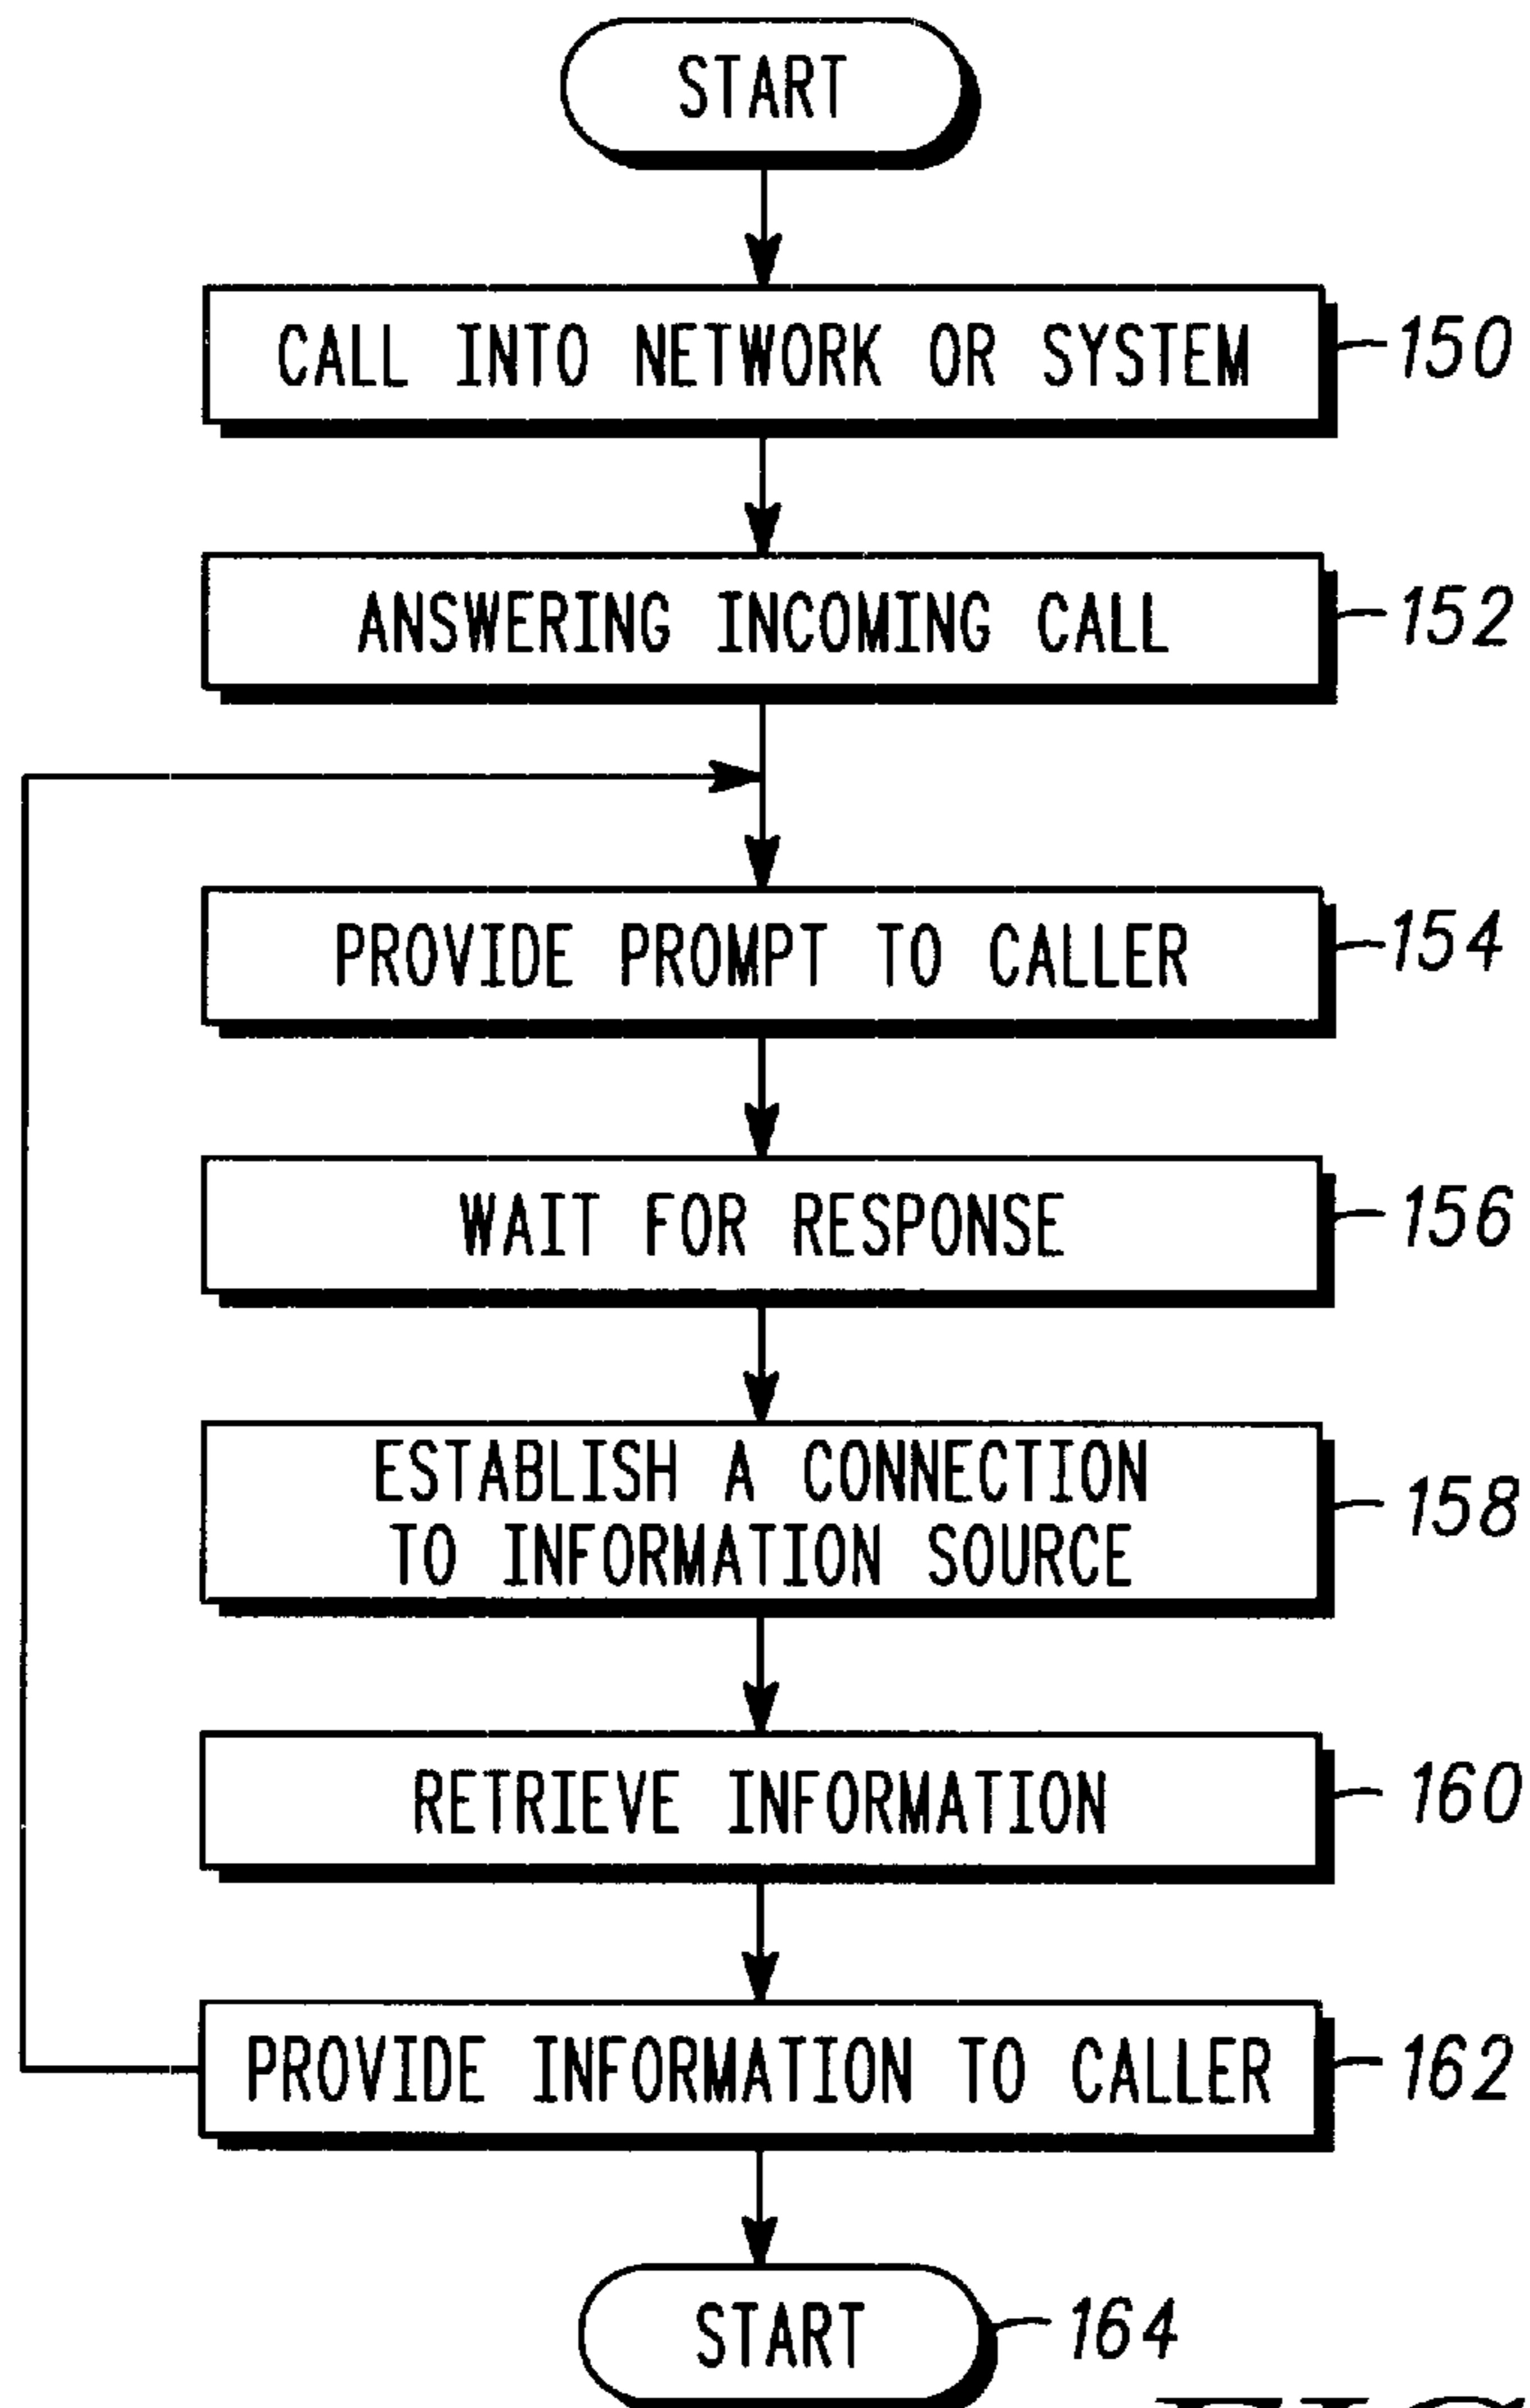 START
CALL INTO NETWORK OR SYSTEM
150
ANSWERING INCOMING CALL
152
PROVIDE PROMPT TO CALLER
154
WAIT FOR RESPONSE
156
ESTABLISH A CONNECTION
TO INFORMATION SOURCE
158
RETRIEVE INFORMATION
160
PROVIDE INFORMATION TO CALLER
162
START
164